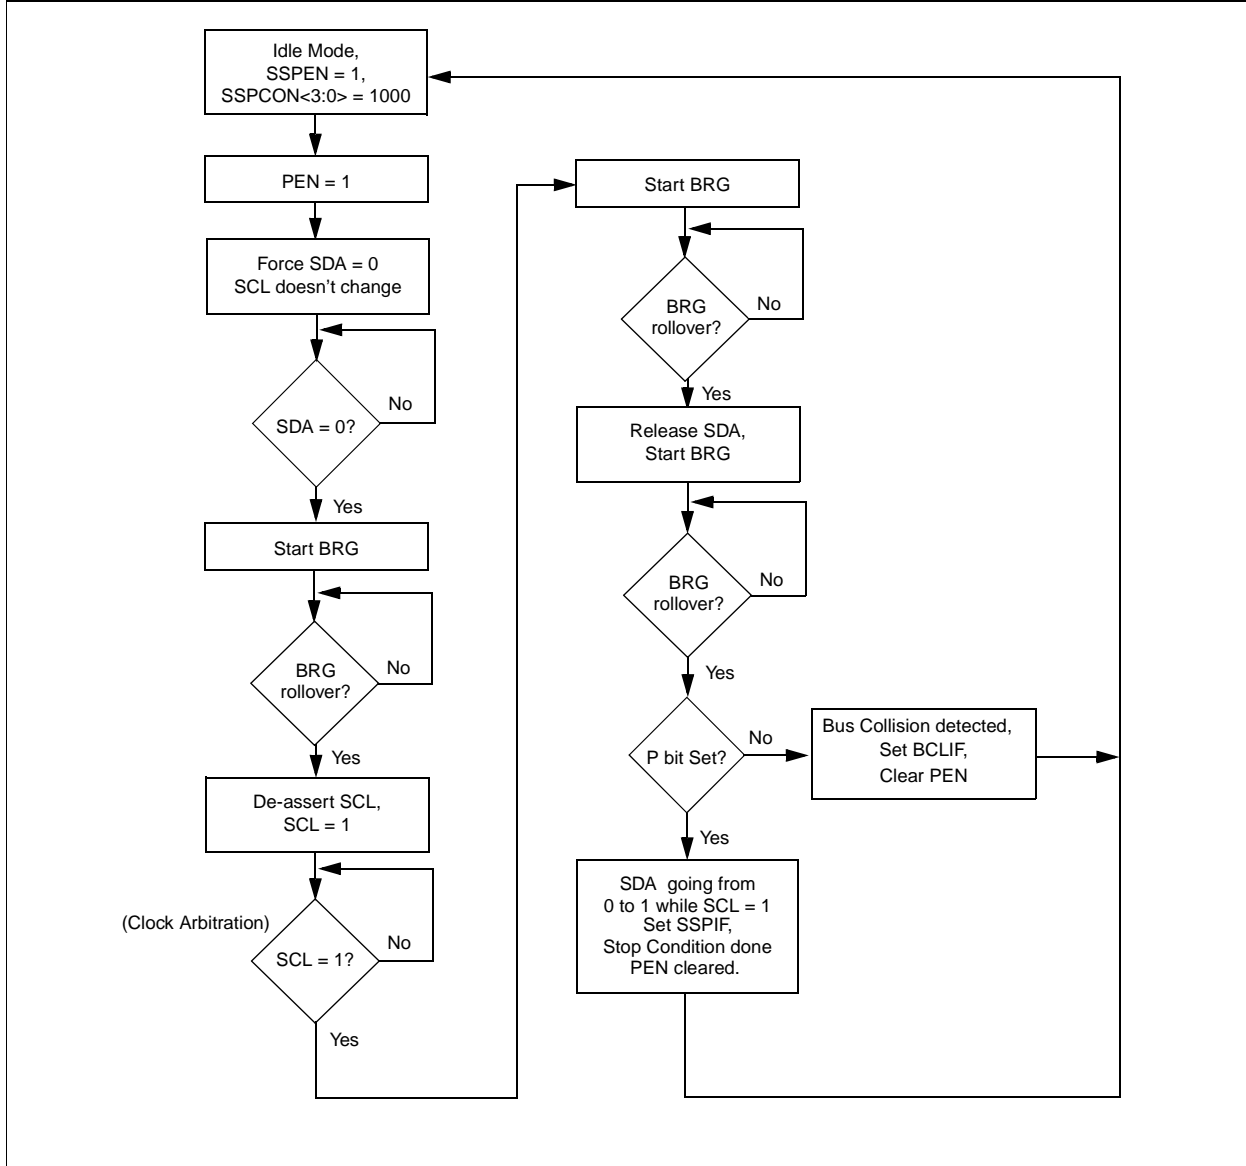 Idle Mode,
SSPEN = 1,
SSPCON<3:0> = 1000
PEN = 1
Force SDA = 0
SCL doesn't change
SDA = 0?
No
Yes
Start BRG
BRG
rollover?
No
Yes
De-assert SCL,
SCL = 1
(Clock Arbitration)
SCL = 1?
No
Yes
Start BRG
BRG
rollover?
No
Yes
Release SDA,
Start BRG
BRG
rollover?
No
Yes
P bit Set?
No
Bus Collision detected,
Set BCLIF,
Clear PEN
Yes
SDA going from
0 to 1 while SCL = 1
Set SSPIF,
Stop Condition done
PEN cleared.